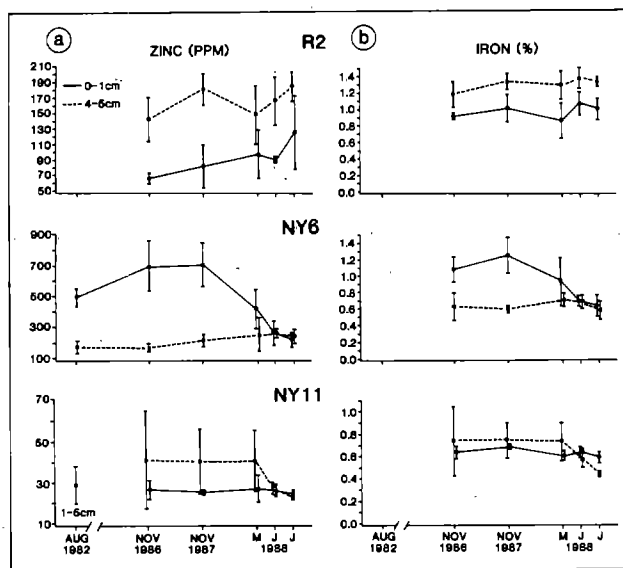 a
ZINC (PPM)
R2
b
IRON (%)
0-1cm
4-5cm
210
190
170
150
130
110
90
70
50
1.4
1.2
1.0
0.8
0.6
0.4
0.2
0.0
NY6
900
700
500
300
100
1.4
1.2
1.0
0.8
0.6
0.4
0.2
0.0
NY11
70
30
10
1-5cm
1.0
0.8
0.6
0.4
0.2
0.0
AUG
1982
NOV
1986
NOV
1987
M J J
1988
AUG
1982
NOV
1986
NOV
1987
M J J
1988